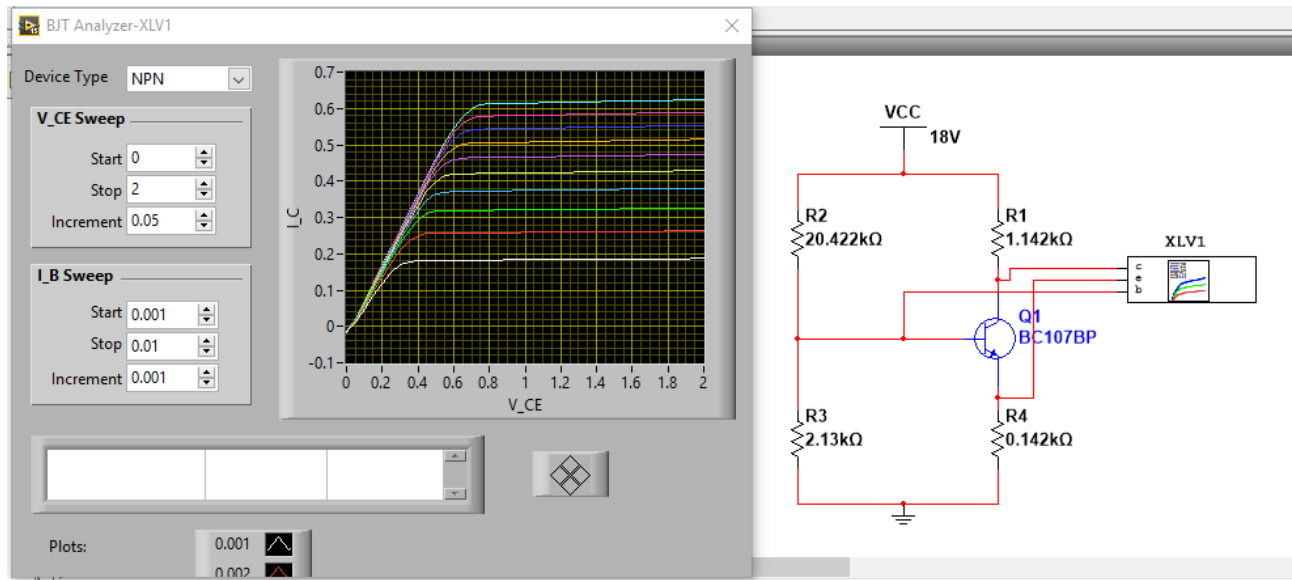 BJT Analyzer-XLV1
Device Type NPN
V_CE Sweep
Start 0
Stop 2
Increment 0.05
I_B Sweep
Start 0.001
Stop 0.01
Increment 0.001
0.7
0.6
0.5
0.4
0.3
0.2
0.1
0
-0.1
I_C
0 0.2 0.4 0.6 0.8 1 1.2 1.4 1.6 1.8 2
V_CE
Plots:
0.001
0.002
VCC
18V
R2
20.422kΩ
R1
1.142kΩ
XLV1
c
e
b
Q1
BC107BP
R3
2.13kΩ
R4
0.142kΩ